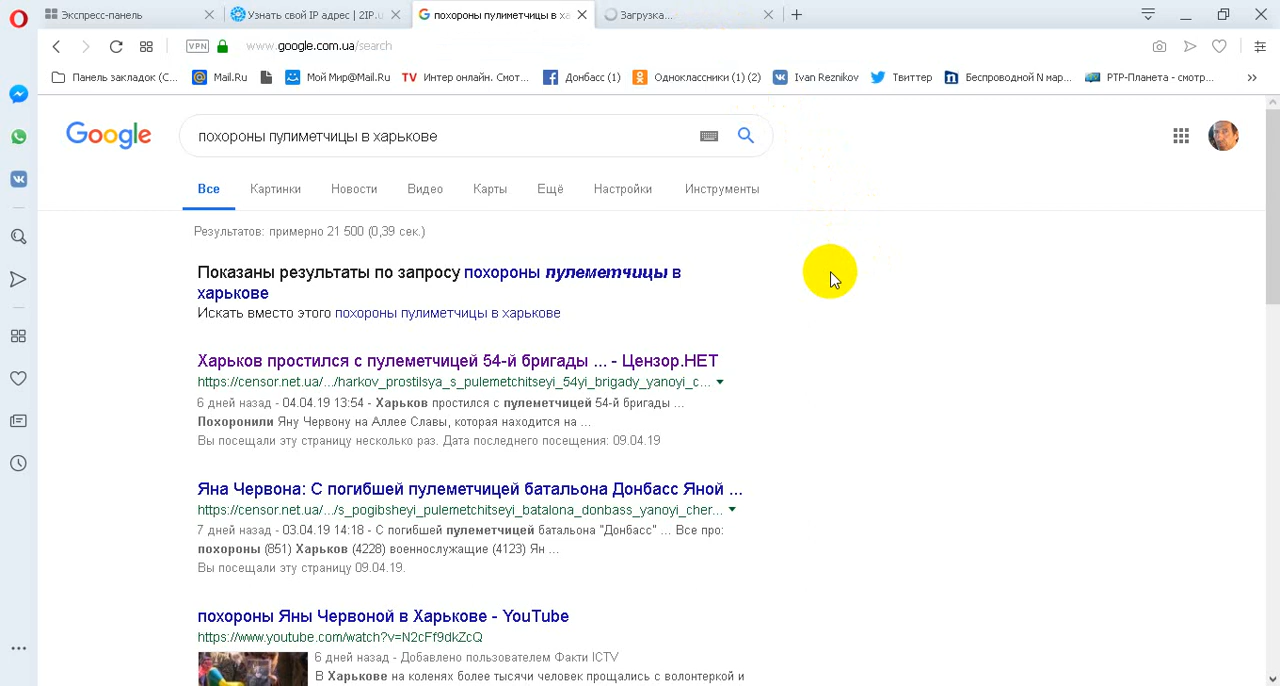 Экспресс-панель
Узнать свой IP адрес | 2IP.u
похороны пулиметчицы в ха
Загрузка...
VPN
www.google.com.ua/search
Панель закладок (С...
Mail.Ru
Мой Мир@Mail.Ru
TV Интер онлайн. Смот...
Донбасс (1)
Одноклассники (1) (2)
Ivan Reznikov
Твиттер
Беспроводной N мар...
РТР-Планета - смотр...
Google
похороны пулиметчицы в харькове
Все
Картинки
Новости
Видео
Карты
Ещё
Настройки
Инструменты
Результатов: примерно 21 500 (0,39 сек.)
Показаны результаты по запросу похороны пулеметчицы в
харькове
Искать вместо этого похороны пулиметчицы в харькове
Харьков простился с пулеметчицей 54-й бригады ... - Цензор.НЕТ
https://censor.net.ua/.../harkov_prostilsya_s_pulemetchitseyi_54yi_brigady_yanoyi_c...
6 дней назад - 04.04.19 13:54 - Харьков простился с пулеметчицей 54-й бригады ...
Похоронили Яну Червону на Аллее Славы, которая находится на ...
Вы посещали эту страницу несколько раз. Дата последнего посещения: 09.04.19
Яна Червона: С погибшей пулеметчицей батальона Донбасс Яной ...
https://censor.net.ua/.../s_pogibsheyi_pulemetchitseyi_batalona_donbass_yanoyi_cher...
7 дней назад - 03.04.19 14:18 - С погибшей пулеметчицей батальона "Донбасс" ... Все про:
похороны (851) Харьков (4228) военнослужащие (4123) Ян ...
Вы посещали эту страницу 09.04.19.
похороны Яны Червоной в Харькове - YouTube
https://www.youtube.com/watch?v=N2cFf9dkZcQ
6 дней назад - Добавлено пользователем Факти ICTV
В Харькове на коленях более тысячи человек прощались с волонтеркой и